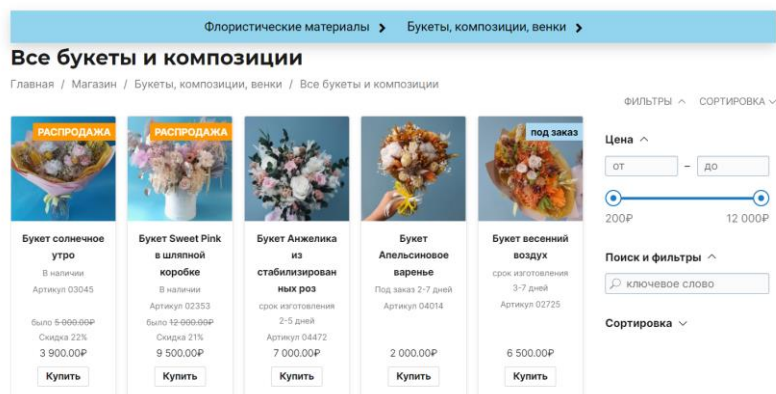 Флористические материалы Букеты, композиции, венки
Все букеты и композиции
Главная / Магазин / Букеты, композиции, венки / Все букеты и композиции
ФИЛЬТРЫ СОРТИРОВКА
РАСПРОДАЖА
Букет солнечное
утро
В наличии
Артикул 03045
было 5 000.00₽
Скидка 22%
3 900.00₽
Купить
РАСПРОДАЖА
Букет Sweet Pink
в шляпной
коробке
В наличии
Артикул 02353
было 12 000.00₽
Скидка 21%
9 500.00₽
Купить
Букет Анжелика
из
стабилизирован
ных роз
срок изготовления
2-5 дней
Артикул 04472
7 000.00₽
Купить
Букет
Апельсиновое
варенье
Под заказ 2-7 дней
Артикул 04014
2 000.00₽
Купить
под заказ
Букет весенний
воздух
срок изготовления
3-7 дней
Артикул 02725
6 500.00₽
Купить
Цена
от – до
200₽ 12 000₽
Поиск и фильтры
ключевое слово
Сортировка